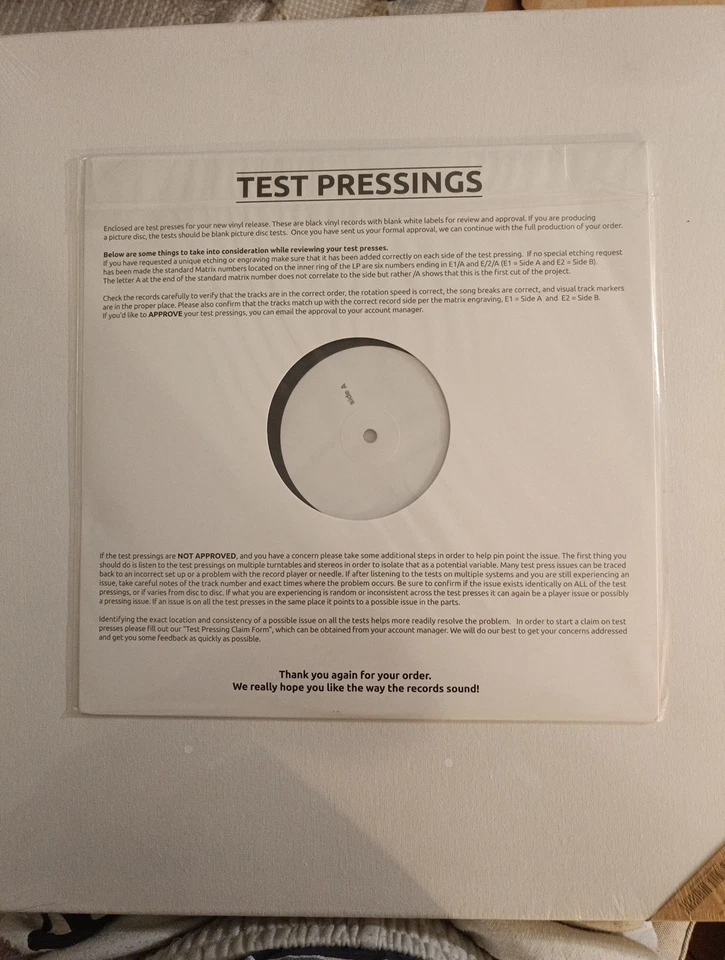 TEST PRESSINGS
Enclosed are test presses for your new vinyl release. These are black vinyl records with blank white labels for review and approval. If you are producing
a picture disc, the tests should be blank picture disc tests. Once you have sent us your formal approval, we can continue with the full production of your order.
Below are some things to take into consideration while reviewing your test presses.
If you have requested a unique etching or engraving make sure that it has been added correctly on each side of the test pressing. If no special etching request
has been made the standard Matrix numbers located on the inner ring of the LP are six numbers ending in E1/A and E/2/A (E1 = Side A and E2 = Side B).
The letter A at the end of the standard matrix number does not correlate to the side but rather /A shows that this is the first cut of the project.
Check the records carefully to verify that the tracks are in the correct order, the rotation speed is correct, the song breaks are correct, and visual track markers
are in the proper place. Please also confirm that the tracks match up with the correct record side per the matrix engraving, E1 = Side A and E2 = Side B.
If you'd like to APPROVE your test pressings, you can email the approval to your account manager.
side A
If the test pressings are NOT APPROVED, and you have a concern please take some additional steps in order to help pin point the issue. The first thing you
should do is listen to the test pressings on multiple turntables and stereos in order to isolate that as a potential variable. Many test press issues can be traced
back to an incorrect set up or a problem with the record player or needle. If after listening to the tests on multiple systems and you are still experiencing an
issue, take careful notes of the track number and exact times where the problem occurs. Be sure to confirm if the issue exists identically on ALL of the test
pressings, or if varies from disc to disc. If what you are experiencing is random or inconsistent across the test presses it can again be a player issue or possibly
a pressing issue. If an issue is on all the test presses in the same place it points to a possible issue in the parts.
Identifying the exact location and consistency of a possible issue on all the tests helps more readily resolve the problem. In order to start a claim on test
presses please fill out our "Test Pressing Claim Form", which can be obtained from your account manager. We will do our best to get your concerns addressed
and get you some feedback as quickly as possible.
Thank you again for your order.
We really hope you like the way the records sound!